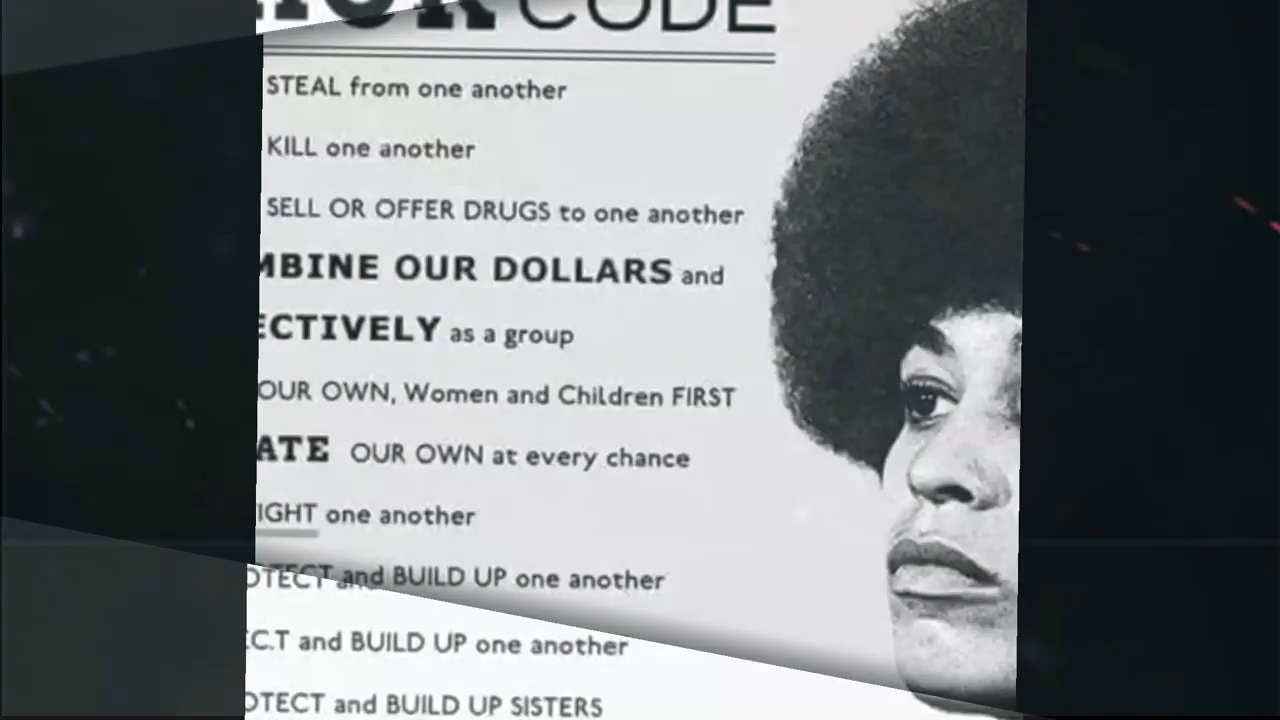 CODE
STEAL from one another
KILL one another
SELL OR OFFER DRUGS to one another
MBINE OUR DOLLARS and
ECTIVELY as a group
OUR OWN, Women and Children FIRST
ATE OUR OWN at every chance
IGHT one another
OTECT and BUILD UP one another
C.T and BUILD UP one another
OTECT and BUILD UP SISTERS